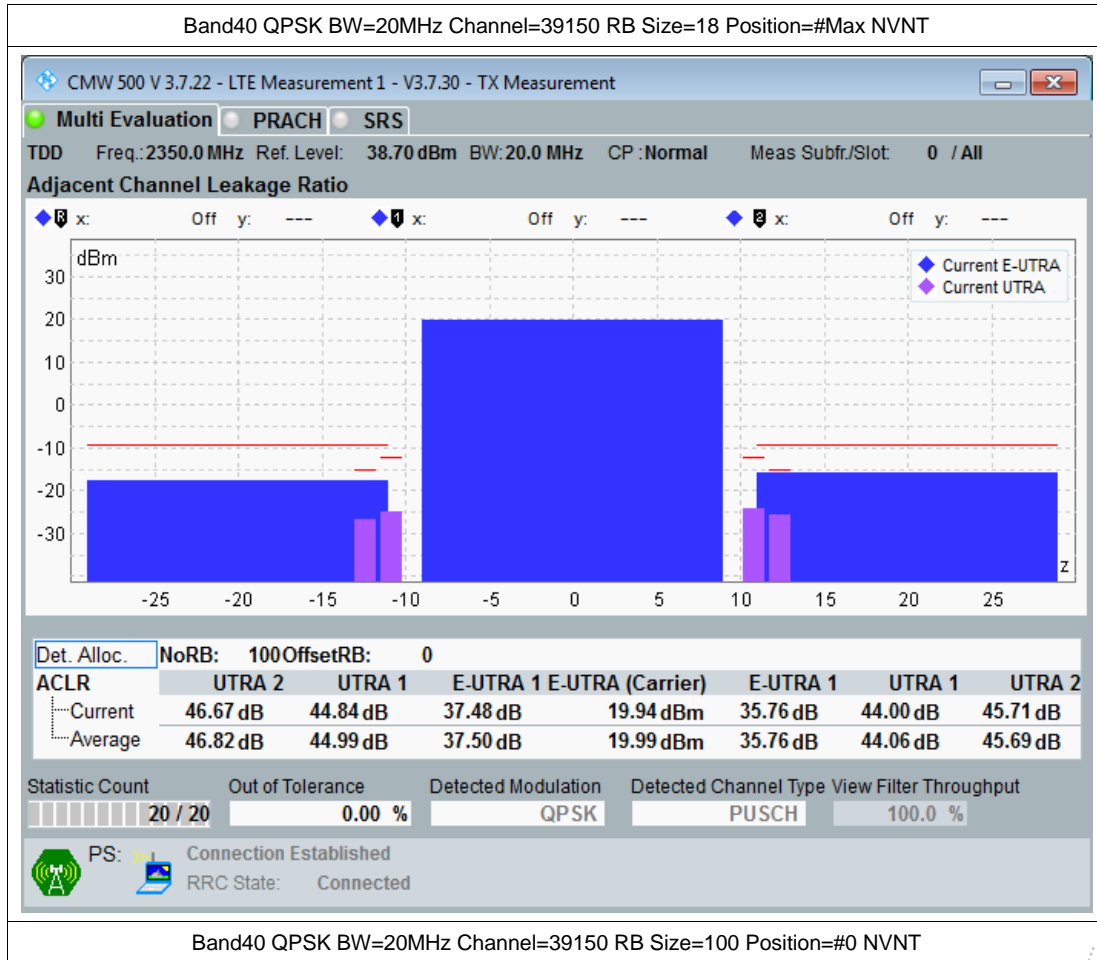 Band40 QPSK BW=20MHz Channel=39150 RB Size=18 Position=#Max NVNT
CMW 500 V 3.7.22 - LTE Measurement 1 - V3.7.30 - TX Measurement
Multi Evaluation PRACH SRS
TDD Freq.:2350.0 MHz Ref. Level: 38.70 dBm BW:20.0 MHz CP :Normal Meas Subfr./Slot: 0 / All
Adjacent Channel Leakage Ratio
R x: Off y: --- 1 x: Off y: --- 2 x: Off y: ---
dBm
Current E-UTRA
Current UTRA
30
20
10
0
-10
-20
-30
z
-25 -20 -15 -10 -5 0 5 10 15 20 25
Det. Alloc. NoRB: 100 OffsetRB: 0
ACLR UTRA 2 UTRA 1 E-UTRA 1 E-UTRA (Carrier) E-UTRA 1 UTRA 1 UTRA 2
Current 46.67 dB 44.84 dB 37.48 dB 19.94 dBm 35.76 dB 44.00 dB 45.71 dB
Average 46.82 dB 44.99 dB 37.50 dB 19.99 dBm 35.76 dB 44.06 dB 45.69 dB
Statistic Count Out of Tolerance Detected Modulation Detected Channel Type View Filter Throughput
20 / 20 0.00 % QPSK PUSCH 100.0 %
PS: Connection Established
RRC State: Connected
Band40 QPSK BW=20MHz Channel=39150 RB Size=100 Position=#0 NVNT